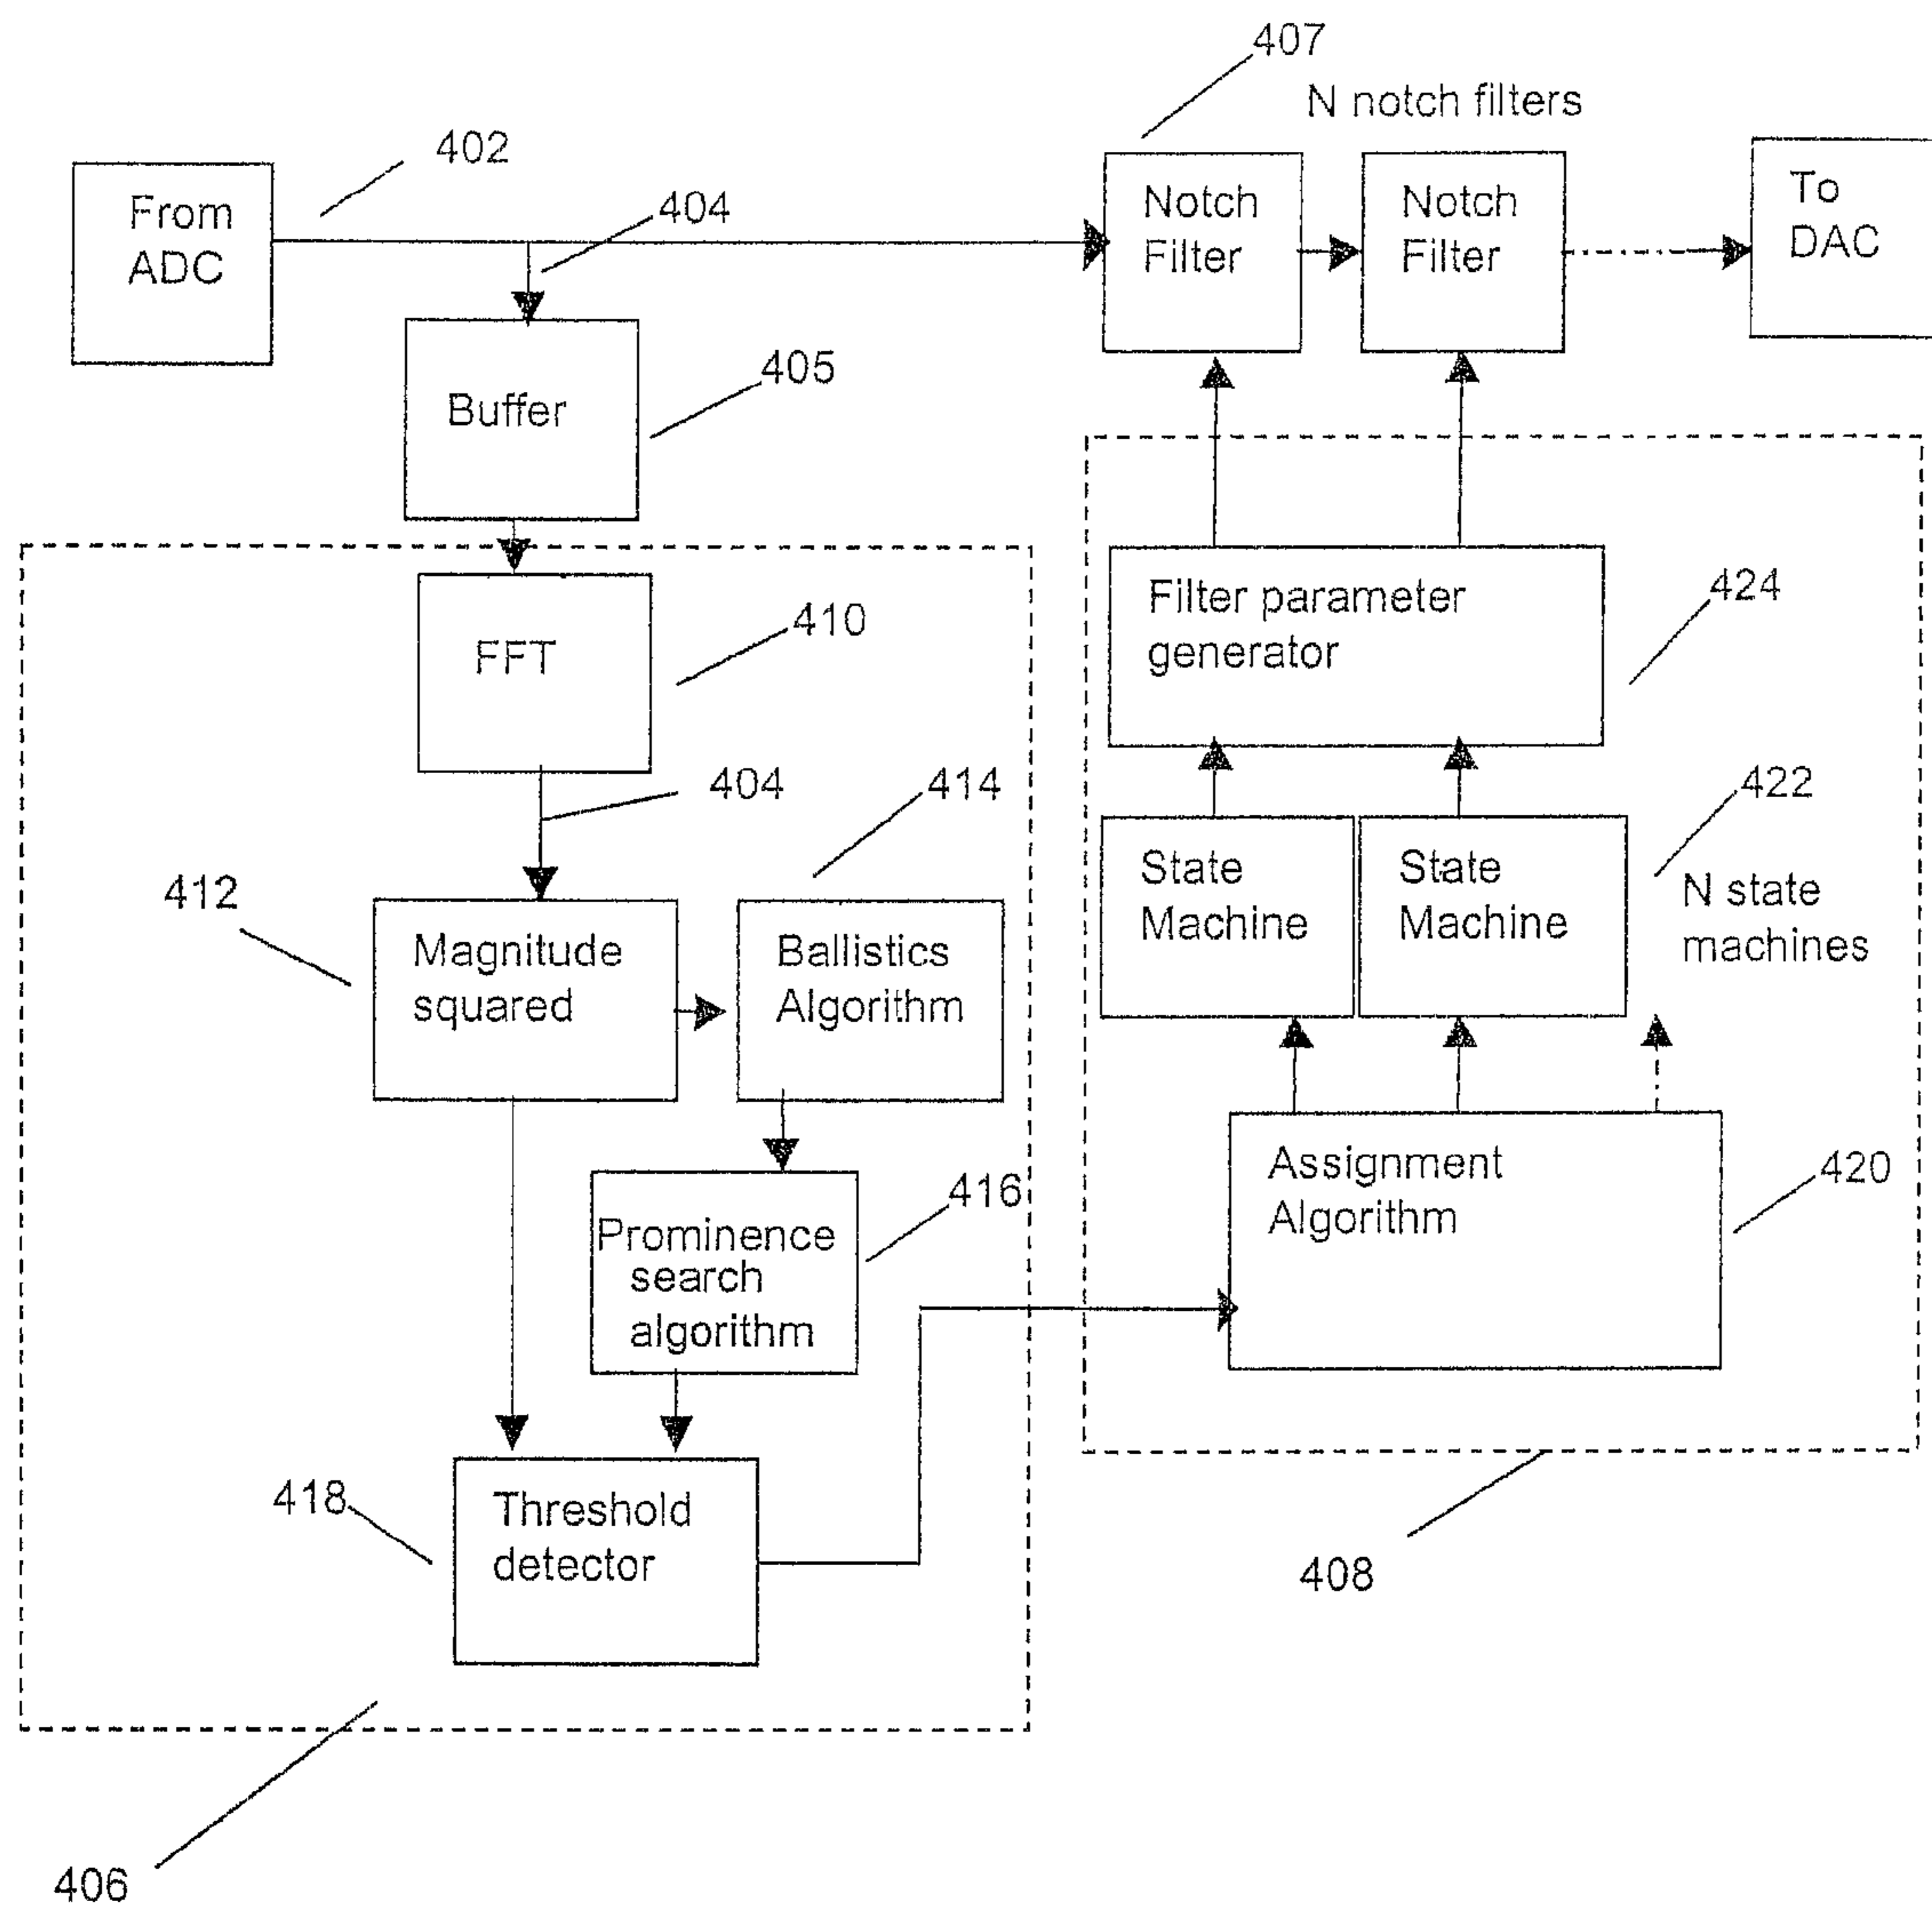 407
N notch filters
402
From
ADC
404
Notch
Filter
Notch
Filter
To
DAC
Buffer
405
FFT
410
Filter parameter
generator
424
404
414
412
Magnitude
squared
Ballistics
Algorithm
State
Machine
State
Machine
422
N state
machines
Prominence
search
algorithm
416
Assignment
Algorithm
420
418
Threshold
detector
408
406